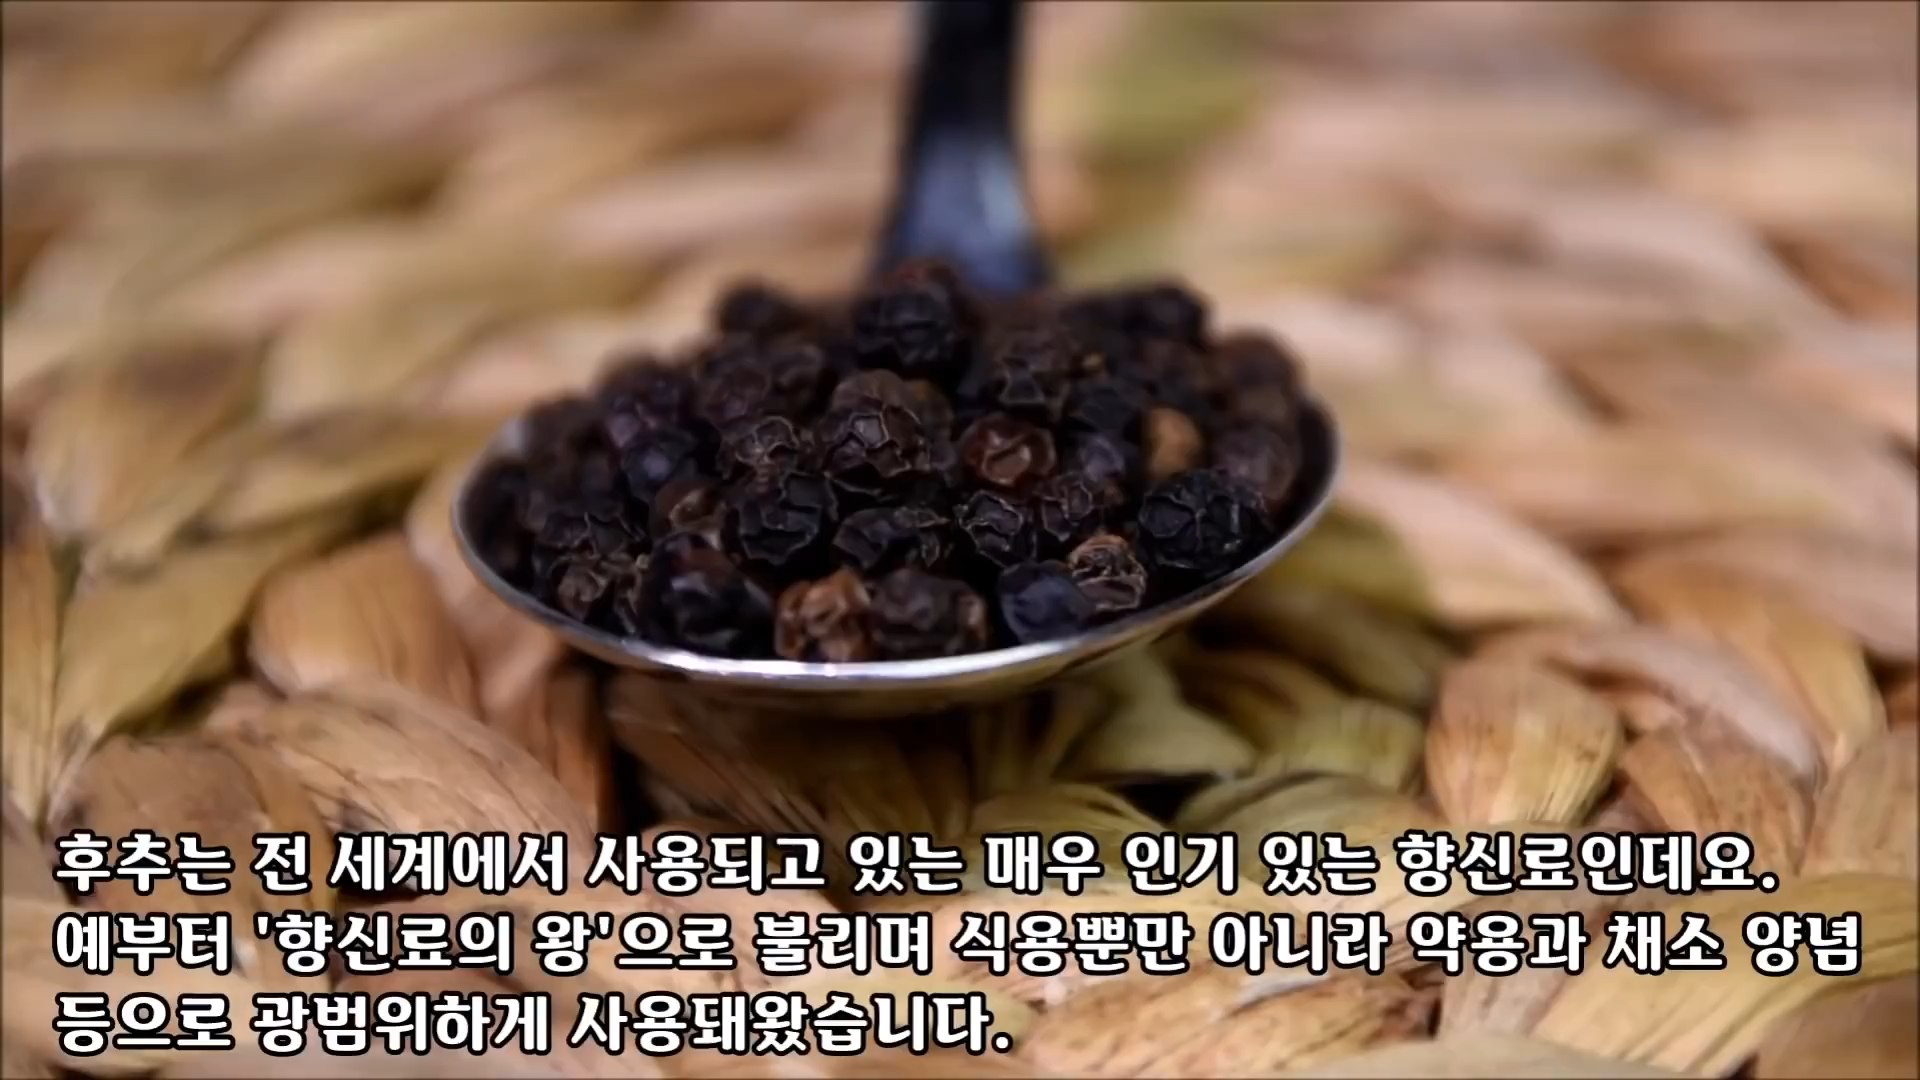 후추는 전 세계에서 사용되고 있는 매우 인기 있는 향신료인데요.
예부터 '향신료의 왕'으로 불리며 식용뿐만 아니라 약용과 채소 양념
등으로 광범위하게 사용돼왔습니다.